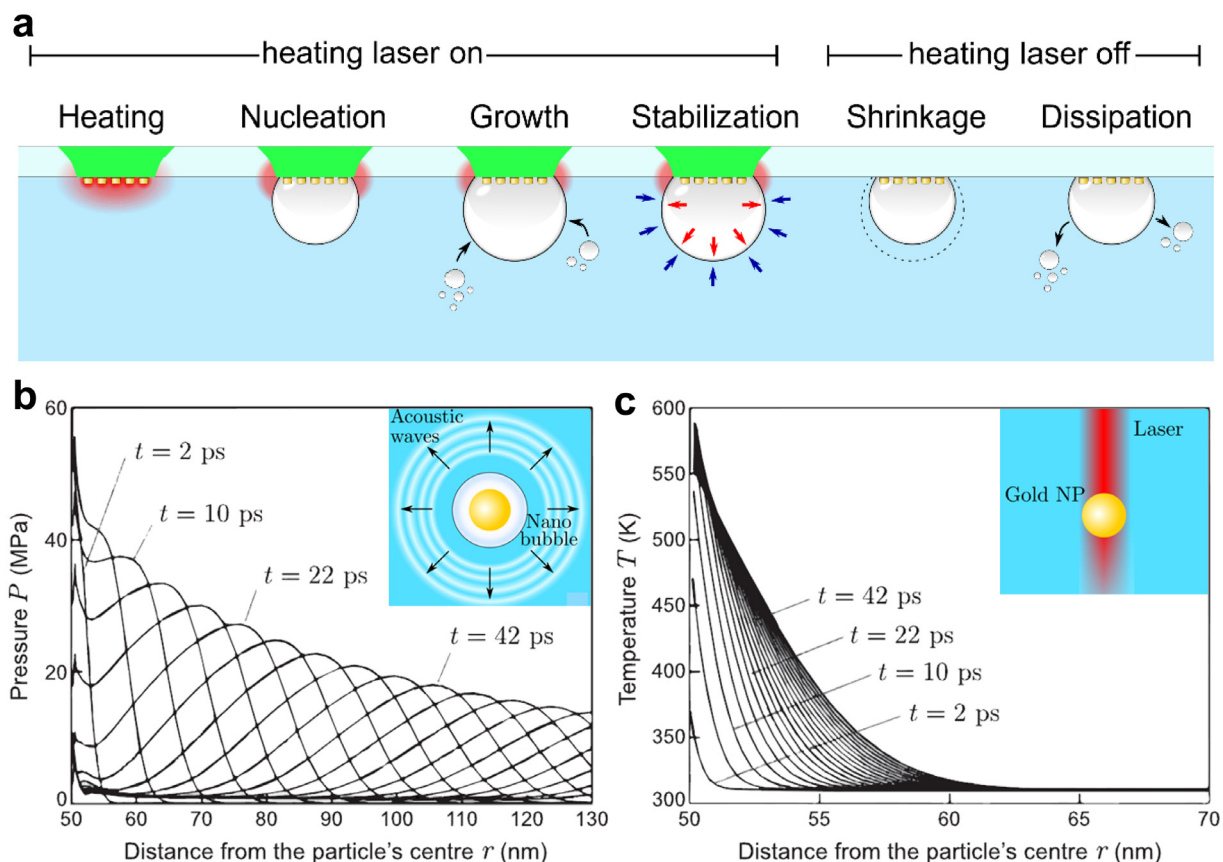 a
heating laser on
heating laser off
Heating
Nucleation
Growth
Stabilization
Shrinkage
Dissipation
b
Pressure P (MPa)
60
40
20
0
50
60
70
80
90
100
110
120
130
Distance from the particle's centre r (nm)
t = 2 ps
t = 10 ps
t = 22 ps
t = 42 ps
Acoustic
waves
Nano
bubble
c
Temperature T (K)
600
550
500
450
400
350
300
50
55
60
65
70
Distance from the particle's centre r (nm)
t = 42 ps
t = 22 ps
t = 10 ps
t = 2 ps
Laser
Gold NP